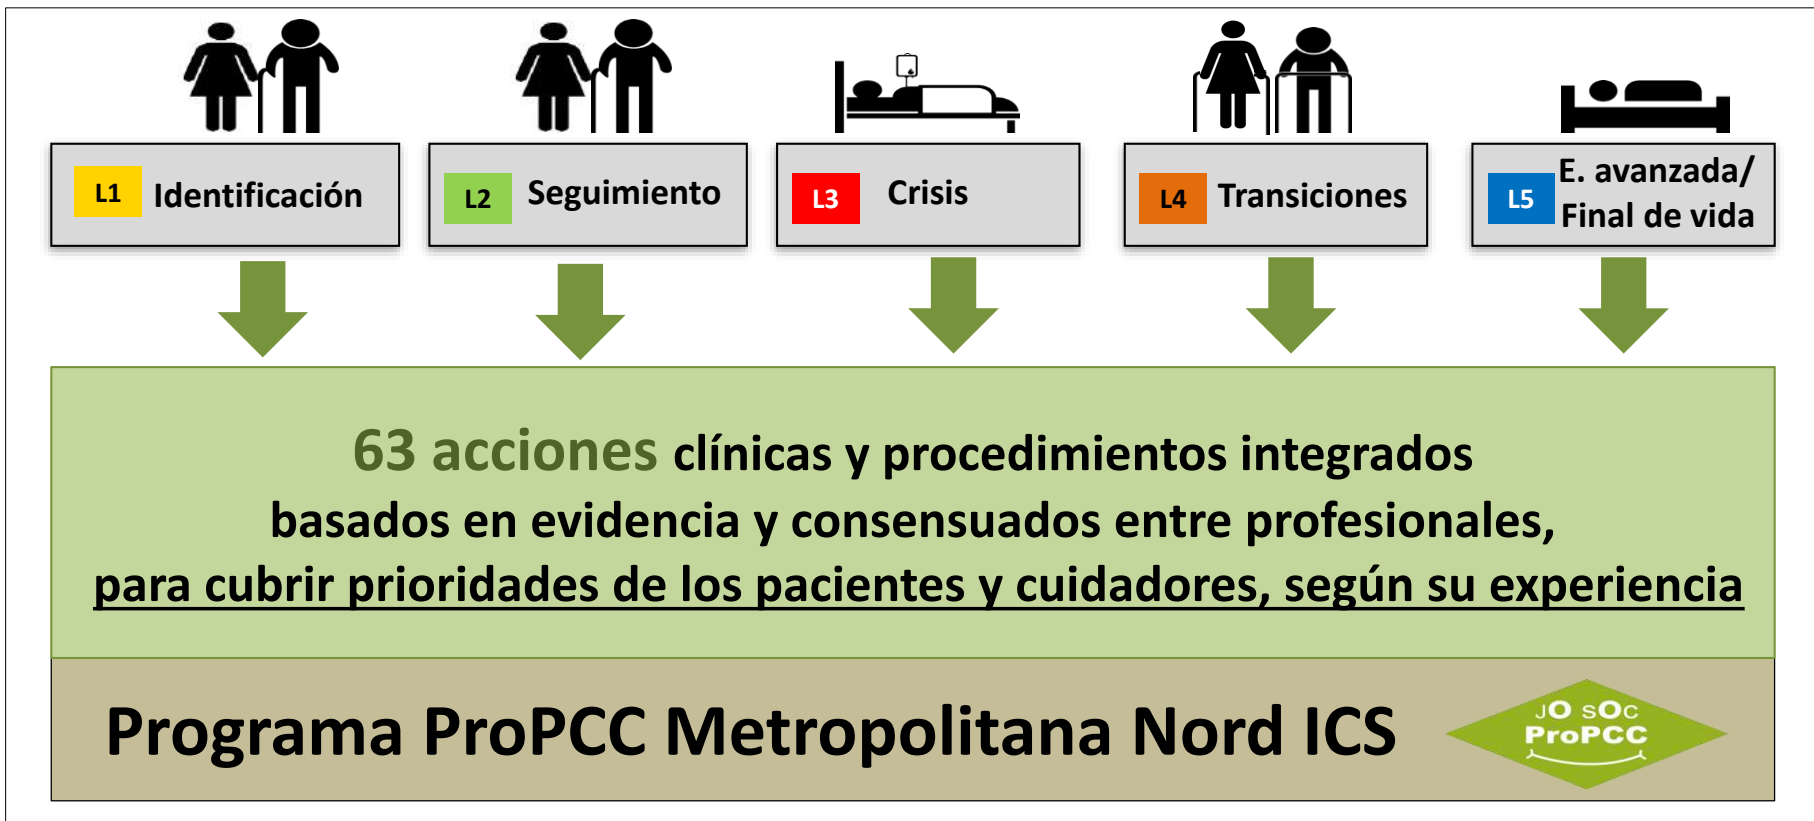 L1 Identificación
L2 Seguimiento
L3 Crisis
L4 Transiciones
L5 E. avanzada/
Final de vida
63 acciones clínicas y procedimientos integrados
basados en evidencia y consensuados entre profesionales,
para cubrir prioridades de los pacientes y cuidadores, según su experiencia
Programa ProPCC Metropolitana Nord ICS
JO SOC
ProPCC